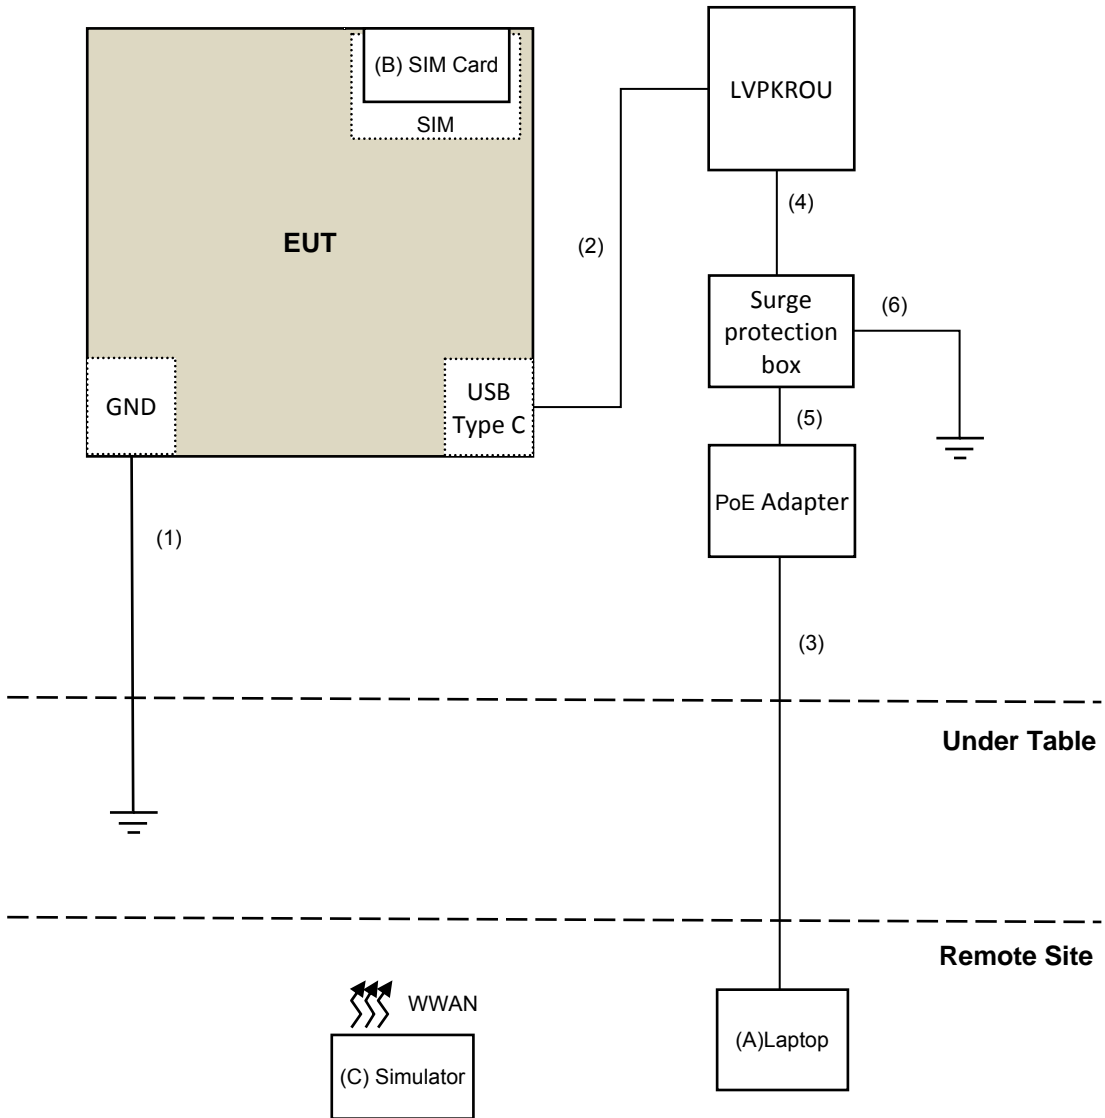 (B) SIM Card
SIM
LVPKROU
(4)
(2)
EUT
Surge
protection
box
(6)
GND
USB
Type C
(5)
PoE Adapter
(1)
(3)
Under Table
Remote Site
WWAN
(C) Simulator
(A)Laptop